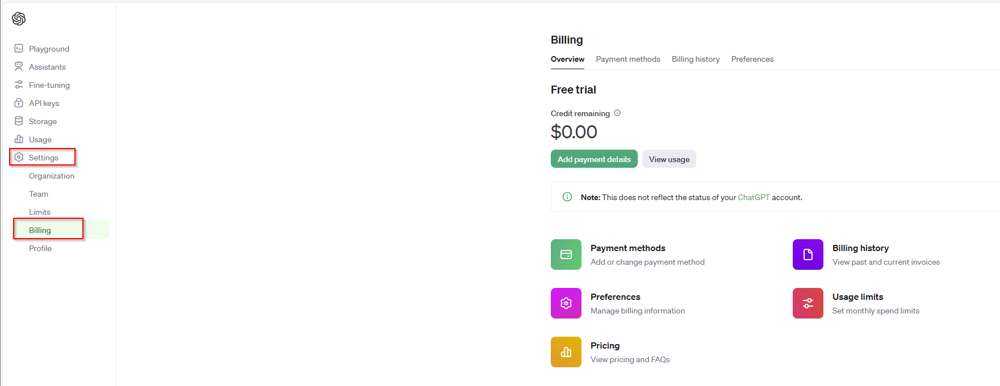 Playground
Assistants
Fine-tuning
API keys
Storage
Usage
Settings
Organization
Team
Limits
Billing
Profile
Billing
Overview Payment methods Billing history Preferences
Free trial
Credit remaining
$0.00
Add payment details View usage
Note: This does not reflect the status of your ChatGPT account.
Payment methods
Add or change payment method
Billing history
View past and current invoices
Preferences
Manage billing information
Usage limits
Set monthly spend limits
Pricing
View pricing and FAQs